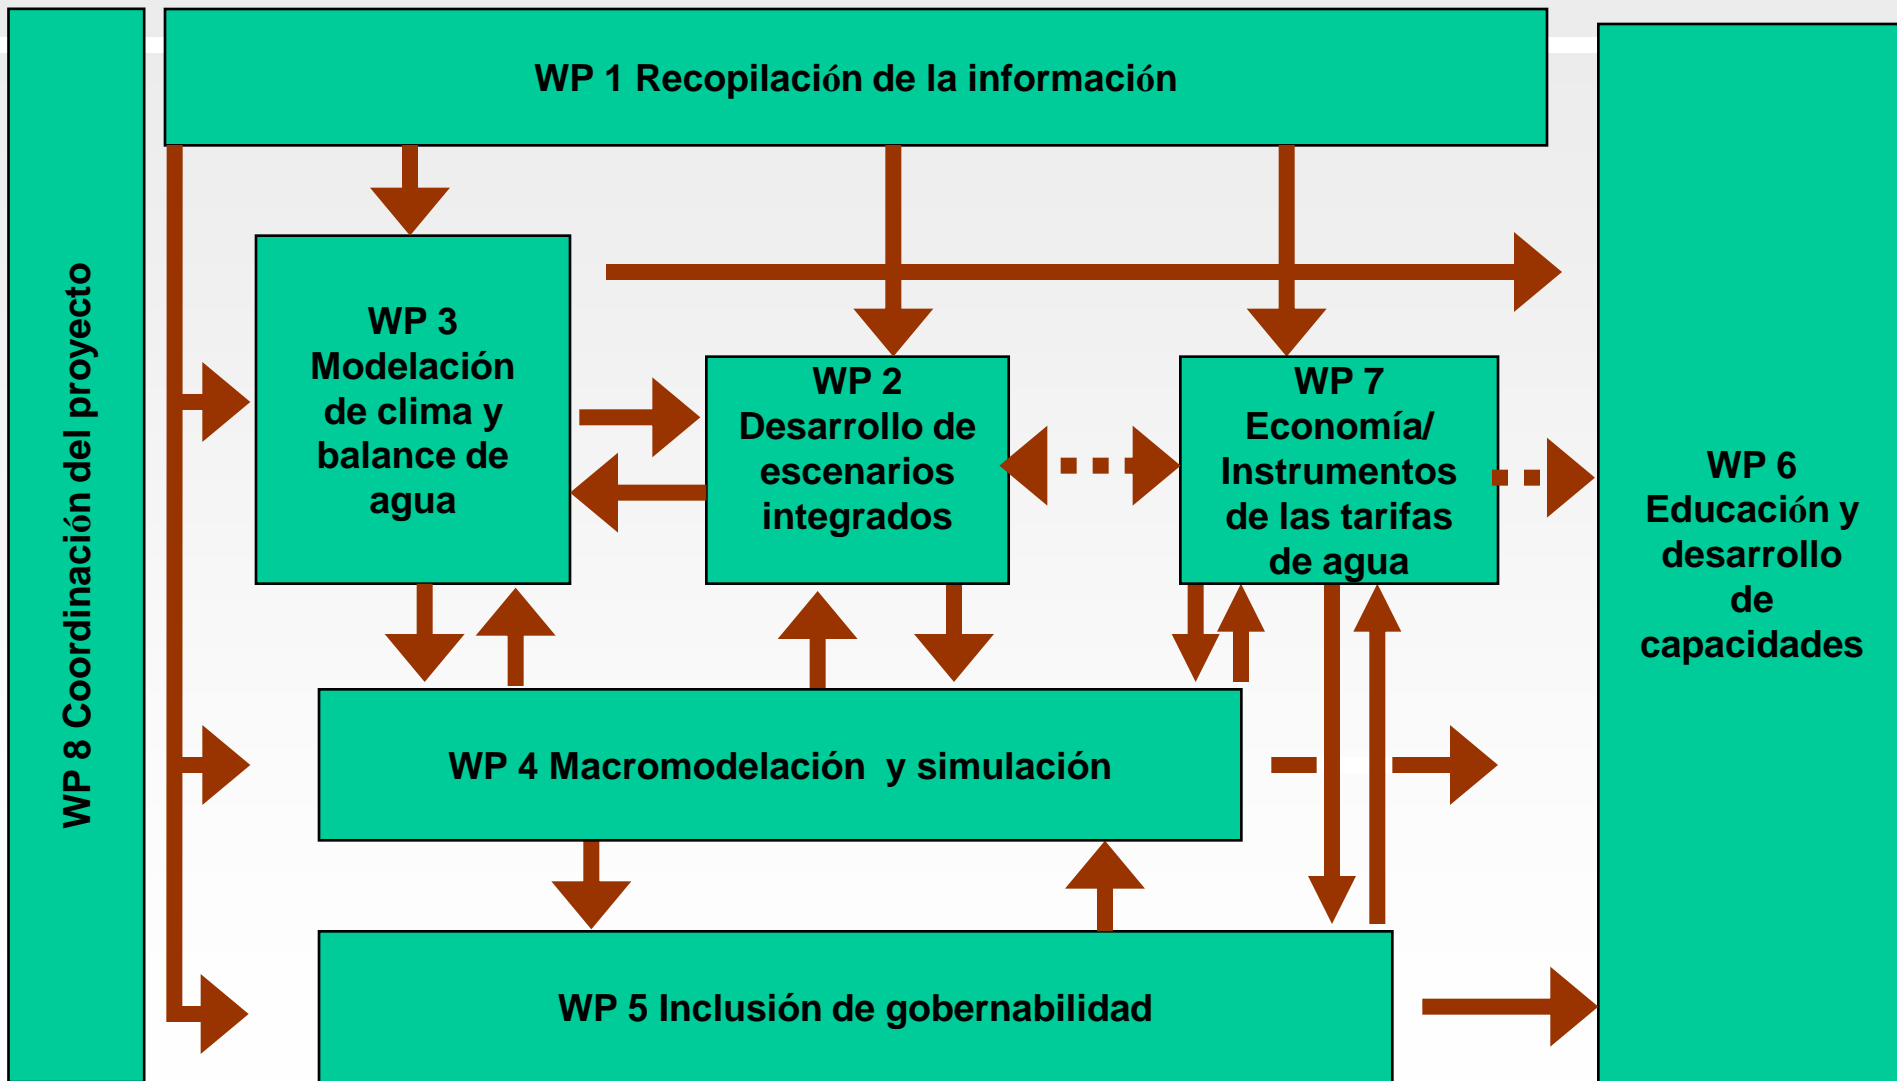 WP 8 Coordinación del proyecto
WP 1 Recopilación de la información
WP 3
Modelación
de clima y
balance de
agua
WP 2
Desarrollo de
escenarios
integrados
WP 7
Economía/
Instrumentos
de las tarifas
de agua
WP 6
Educación y
desarrollo
de
capacidades
WP 4 Macromodelación  y simulación
WP 5 Inclusión de gobernabilidad